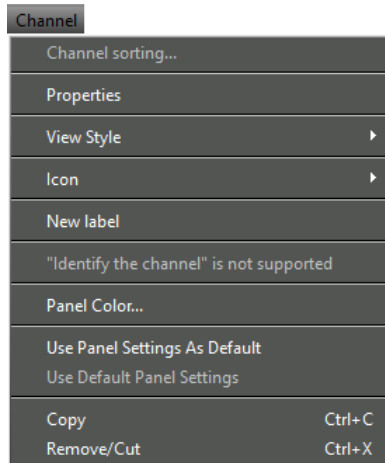 Channel
Channel sorting...
Properties
View Style
Icon
New label
"Identify the channel" is not supported
Panel Color...
Use Panel Settings As Default
Use Default Panel Settings
Copy Ctrl+C
Remove/Cut Ctrl+X